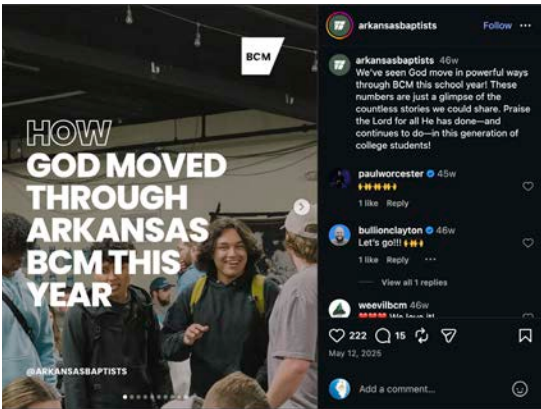 BCM
HOW
GOD MOVED
THROUGH
ARKANSAS
BCM THIS
YEAR
@ARKANSASBAPTISTS
arkansasbaptists
Follow
arkansasbaptists 46w
We've seen God move in powerful ways
through BCM this school year! These
numbers are just a glimpse of the
countless stories we could share. Praise
the Lord for all He has done—and
continues to do—in this generation of
college students!
paulworcester 45w
1 like Reply
bullionclayton 46w
Let's go!!!
1 like Reply
View all 1 replies
weevilbcm 46w
We love it!
222 15
May 12, 2025
Add a comment...